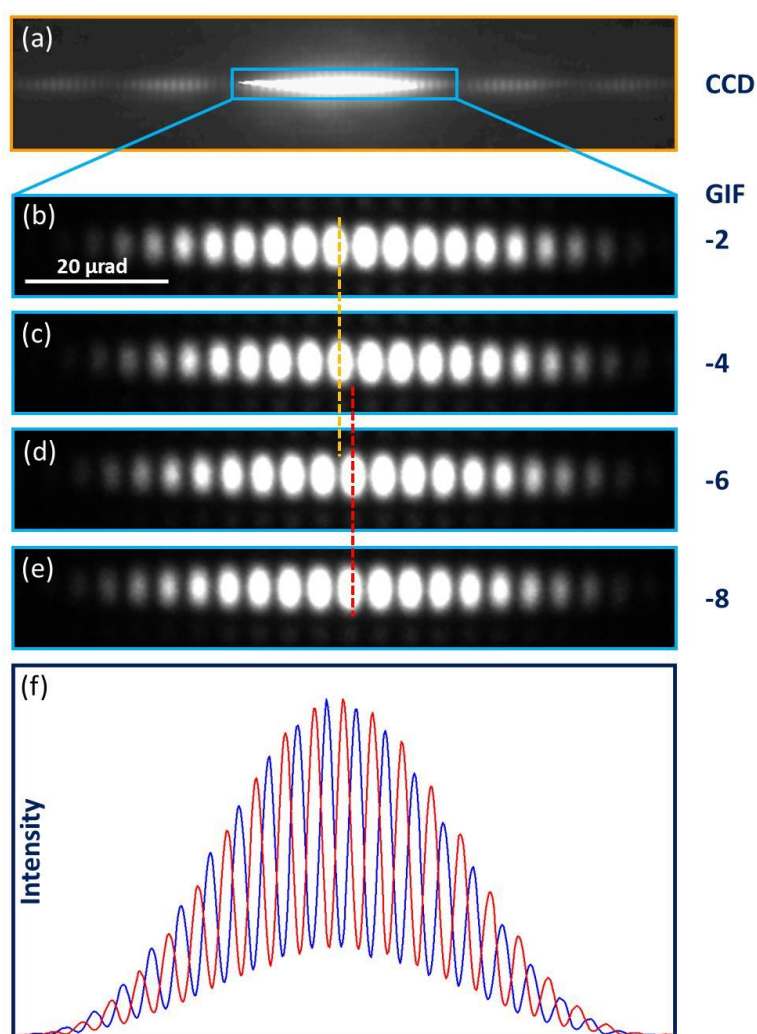 (a)
CCD
GIF
(b)
-2
20 μrad
(c)
-4
(d)
-6
(e)
-8
(f)
Intensity